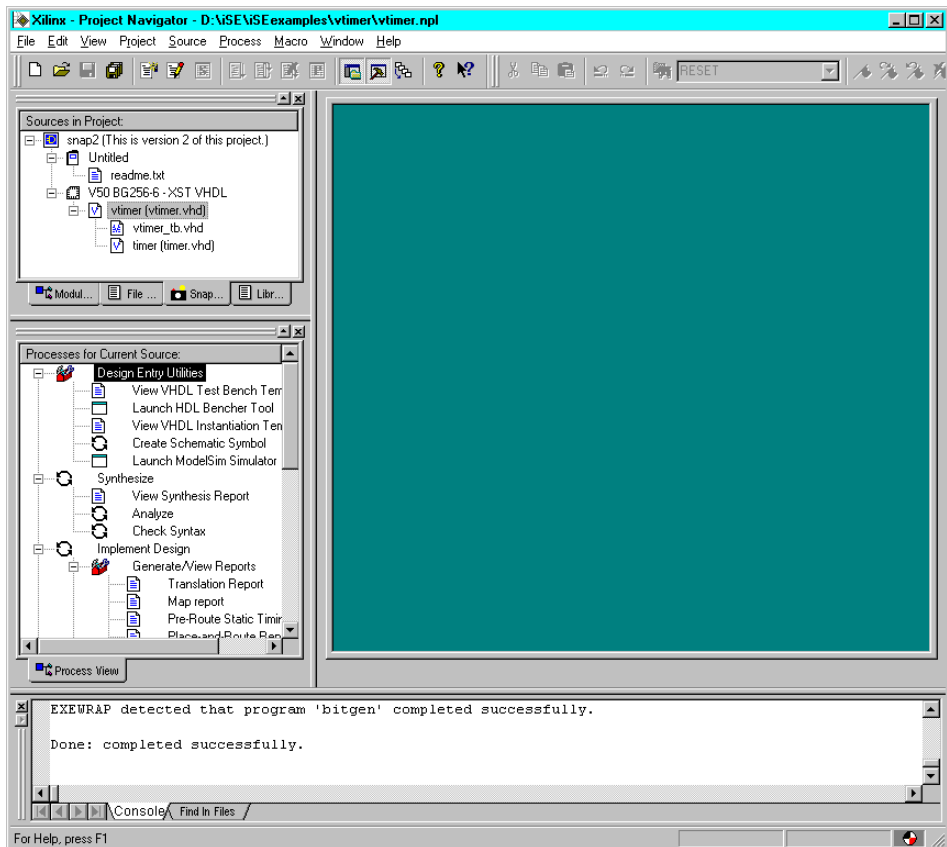 Xilinx - Project Navigator - D:\iSE\iSEexamples\vtimer\vtimer.npl
File Edit View Project Source Process Macro Window Help
RESET
Sources in Project:
snap2 (This is version 2 of this project.)
Untitled
readme.txt
V50 BG256-6 - XST VHDL
vtimer (vtimer.vhd)
vtimer_tb.vhd
timer (timer.vhd)
Modul... File ... Snap... Libr...
Processes for Current Source:
Design Entry Utilities
View VHDL Test Bench Tem
Launch HDL Bencher Tool
View VHDL Instantiation Ten
Create Schematic Symbol
Launch ModelSim Simulator
Synthesize
View Synthesis Report
Analyze
Check Syntax
Implement Design
Generate/View Reports
Translation Report
Map report
Pre-Route Static Timin
Place-and-Route Rep
Process View
EXEWRAP detected that program 'bitgen' completed successfully.
Done: completed successfully.
Console Find in Files
For Help, press F1